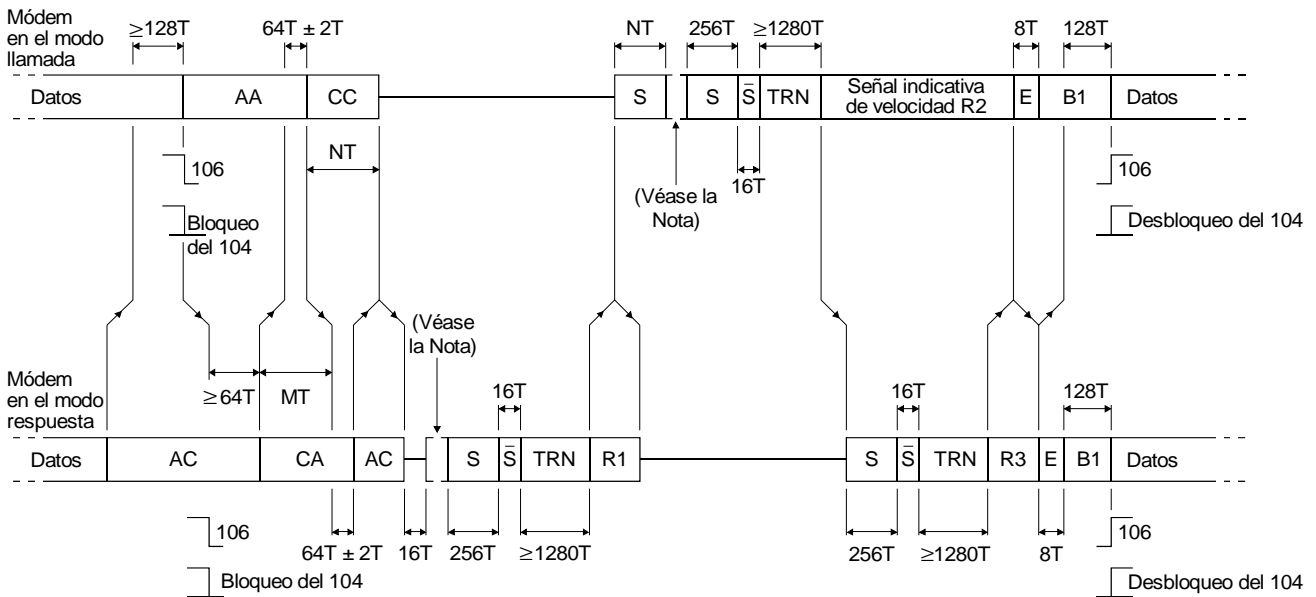 Módem
en el modo
llamada
≥128T
64T ± 2T
NT
256T
≥1280T
8T
128T
Datos
AA
CC
S
S
S̄
TRN
Señal indicativa
de velocidad R2
E
B1
Datos
106
NT
16T
(Véase la
Nota)
106
Bloqueo
del 104
Desbloqueo del 104
(Véase
la Nota)
Módem
en el modo
respuesta
≥64T
MT
16T
16T
128T
Datos
AC
CA
AC
S
S̄
TRN
R1
S
S̄
TRN
R3
E
B1
Datos
106
64T ± 2T
16T
256T
≥1280T
256T
≥1280T
8T
106
Bloqueo del 104
Desbloqueo del 104